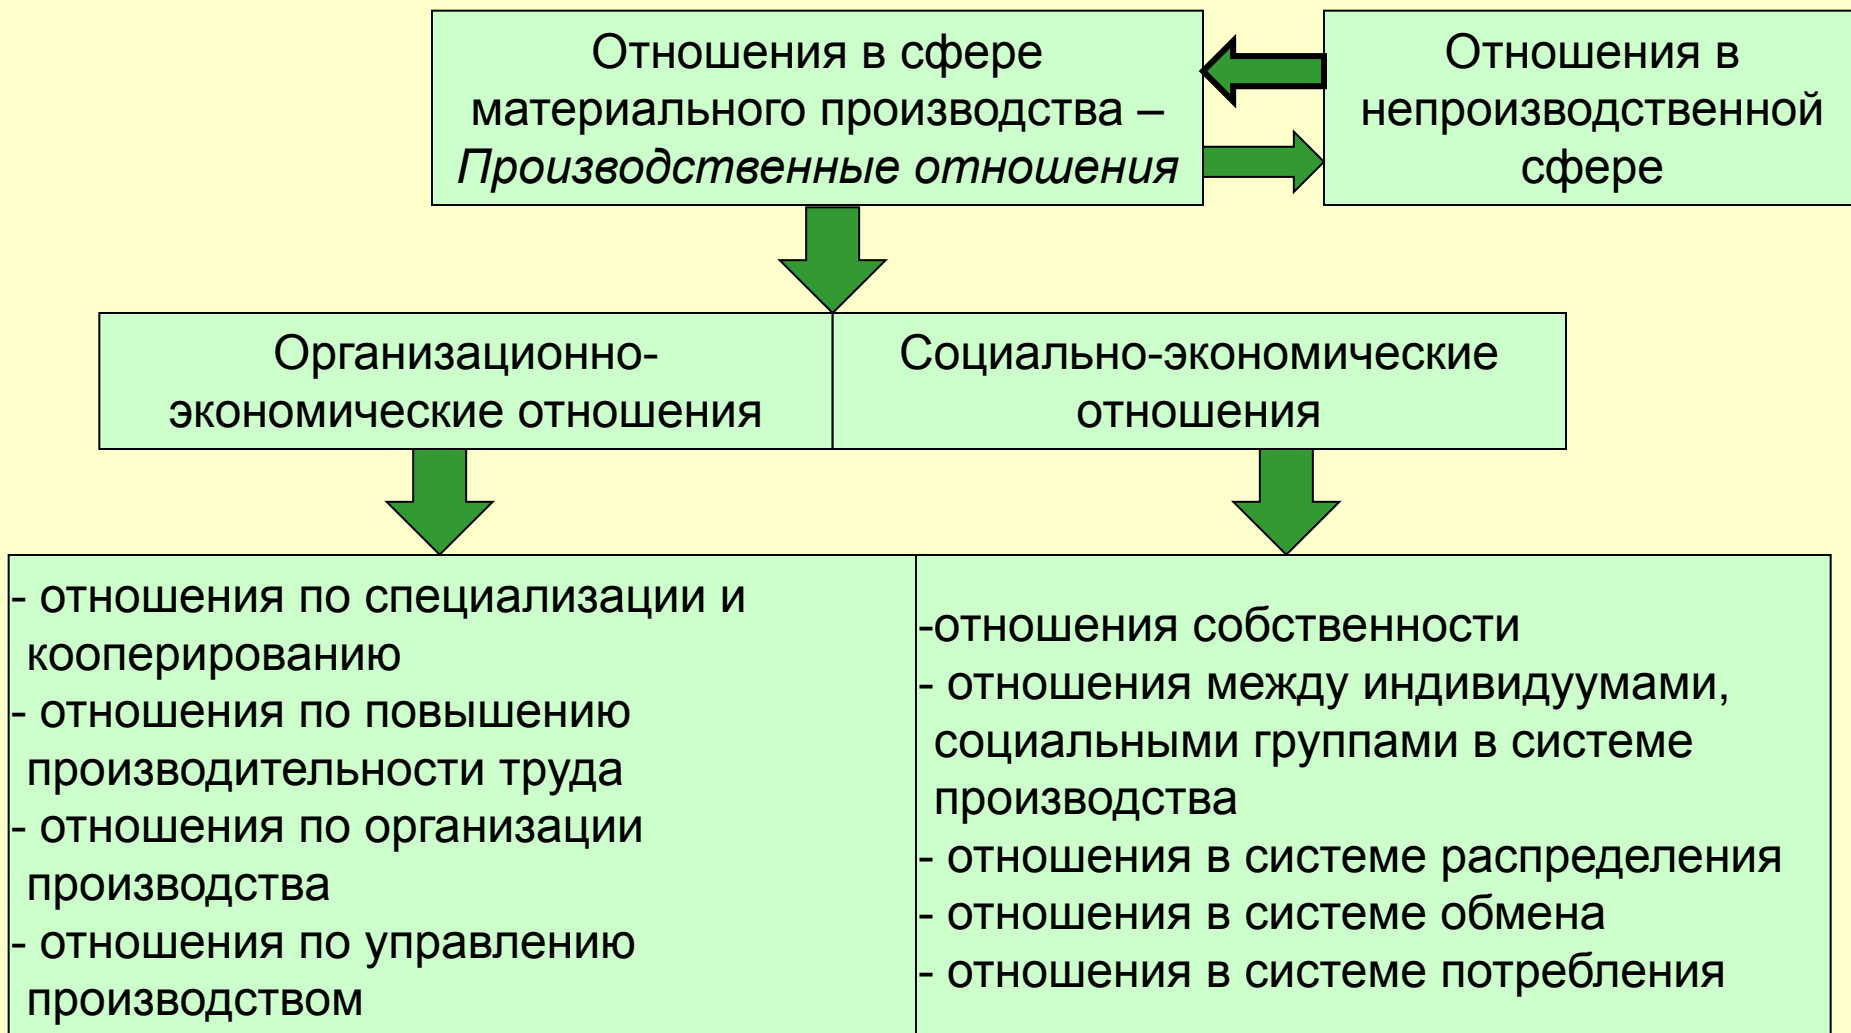 Отношения в сфере
материального производства –
Производственные отношения
Отношения в
непроизводственной
сфере
Организационно-
экономические отношения
Социально-экономические
отношения
- отношения по специализации и
кооперированию
- отношения по повышению
производительности труда
- отношения по организации
производства
- отношения по управлению
производством
-отношения собственности
- отношения между индивидуумами,
социальными группами в системе
производства
- отношения в системе распределения
- отношения в системе обмена
- отношения в системе потребления